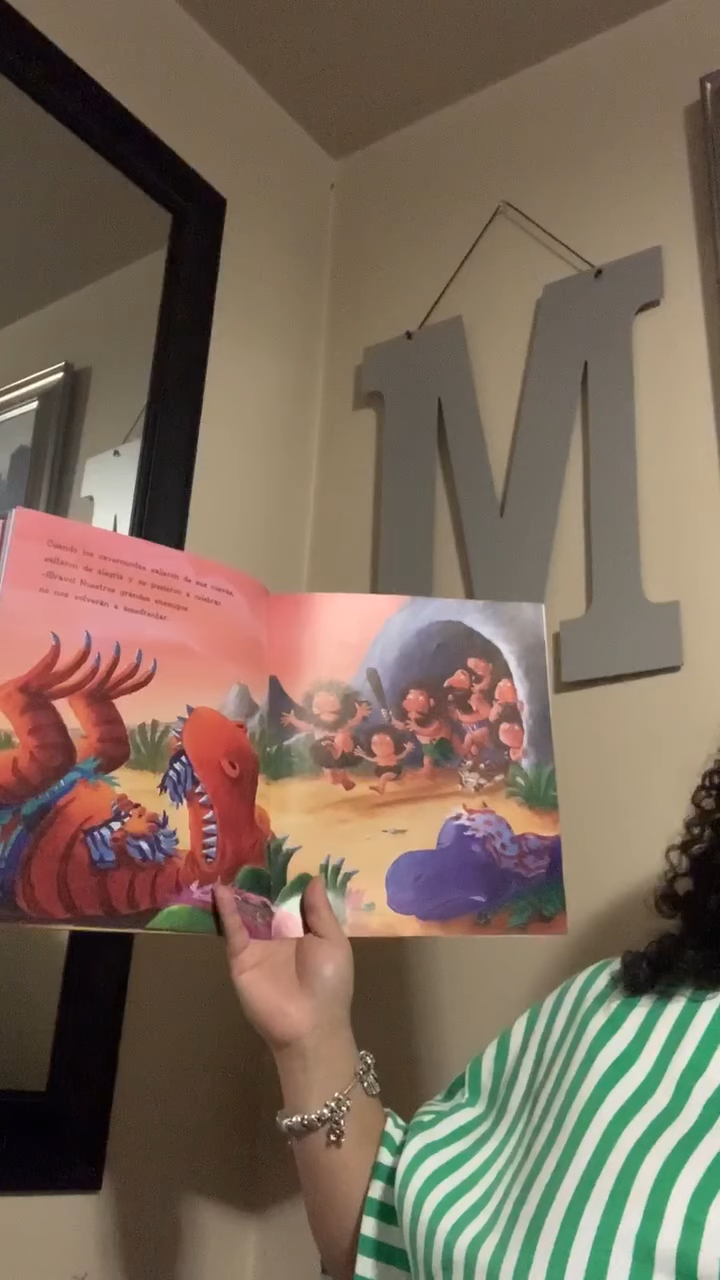 Cuando los cavernícolas salieron de sus cuevas,
saltaron de alegría y se pusieron a celebrar.
–¡Bravo! Nuestros grandes enemigos
no nos volverán a
M